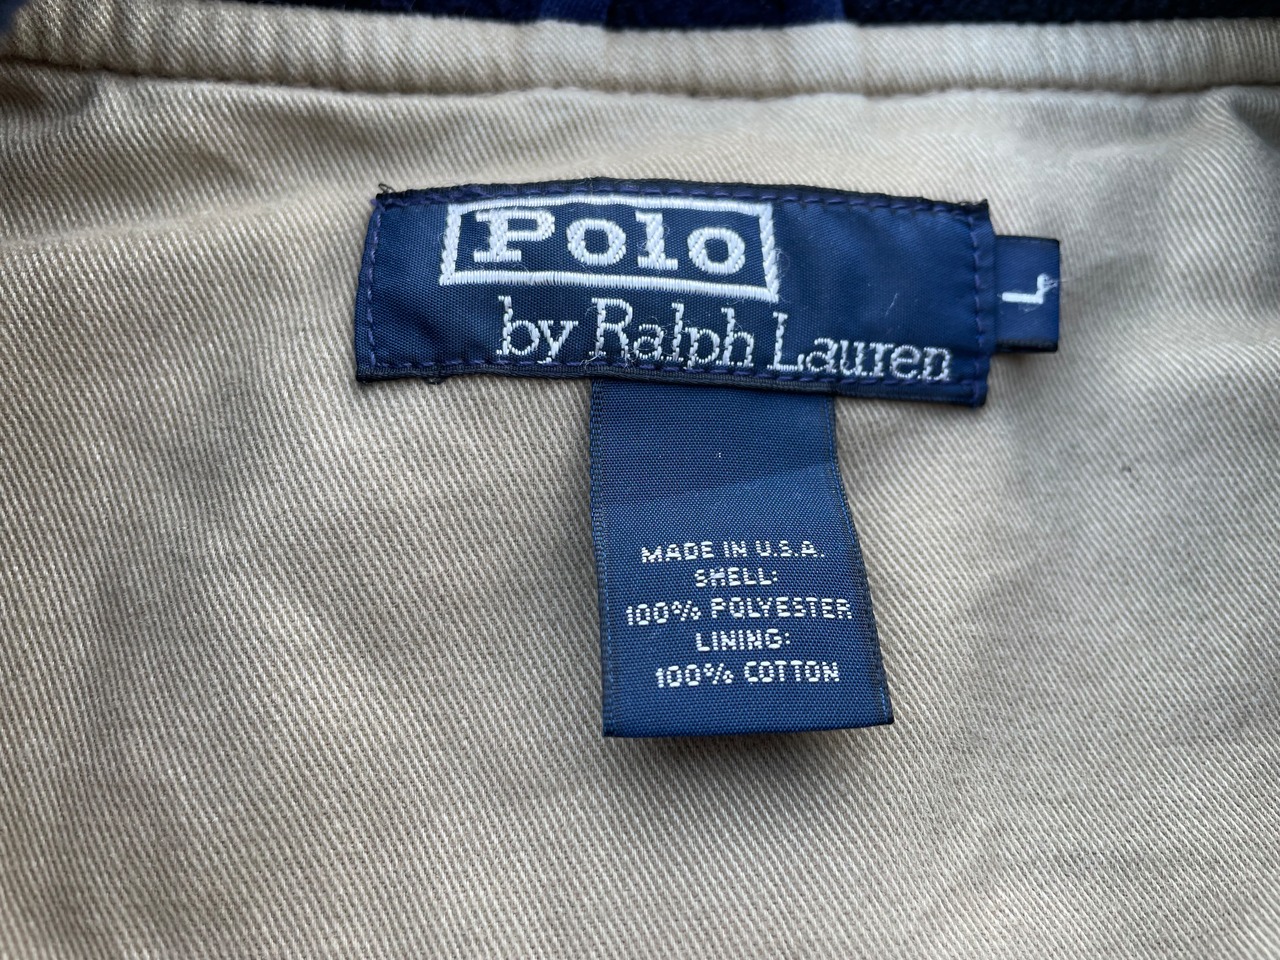 Polo
by Ralph Lauren
L
MADE IN U.S.A.
SHELL:
100% POLYESTER
LINING:
100% COTTON